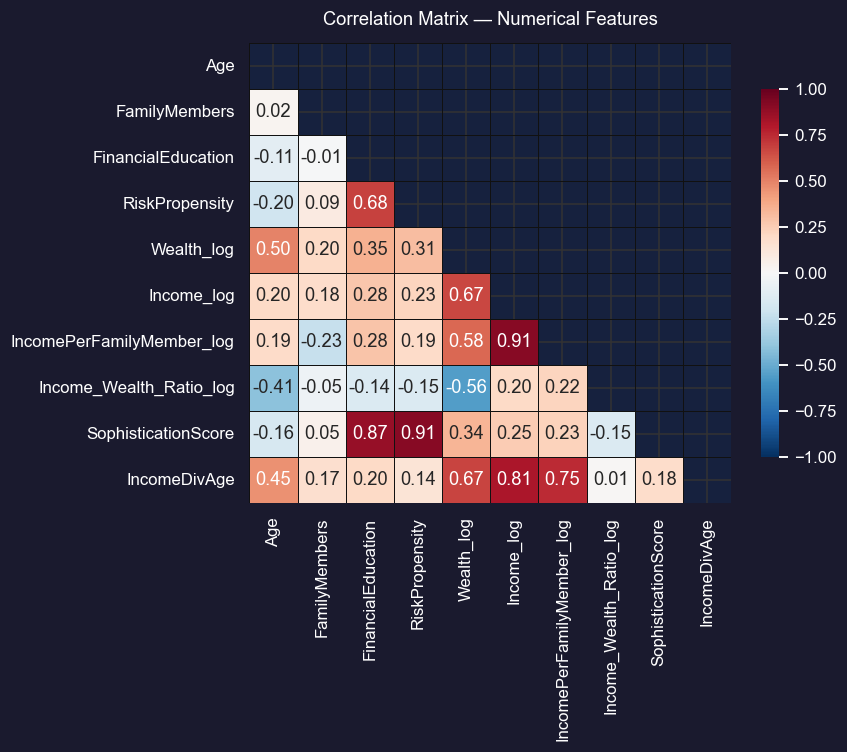 Correlation Matrix — Numerical Features
Age
FamilyMembers 0.02
FinancialEducation -0.11 -0.01
RiskPropensity -0.20 0.09 0.68
Wealth_log 0.50 0.20 0.35 0.31
Income_log 0.20 0.18 0.28 0.23 0.67
IncomePerFamilyMember_log 0.19 -0.23 0.28 0.19 0.58 0.91
Income_Wealth_Ratio_log -0.41 -0.05 -0.14 -0.15 -0.56 0.20 0.22
SophisticationScore -0.16 0.05 0.87 0.91 0.34 0.25 0.23 -0.15
IncomeDivAge 0.45 0.17 0.20 0.14 0.67 0.81 0.75 0.01 0.18
Age
FamilyMembers
FinancialEducation
RiskPropensity
Wealth_log
Income_log
IncomePerFamilyMember_log
Income_Wealth_Ratio_log
SophisticationScore
IncomeDivAge
1.00
0.75
0.50
0.25
0.00
−0.25
−0.50
−0.75
−1.00